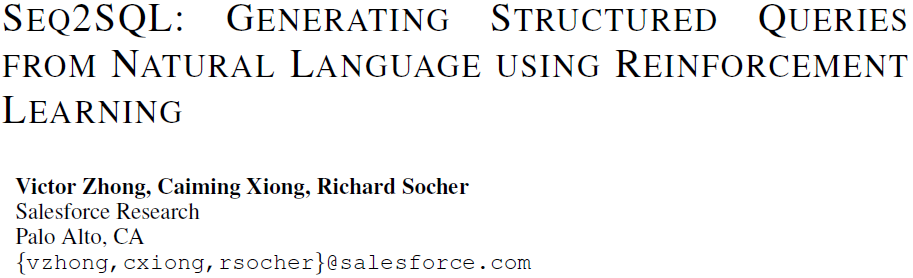 SEQ2SQL: GENERATING STRUCTURED QUERIES
FROM NATURAL LANGUAGE USING REINFORCEMENT
LEARNING
Victor Zhong, Caiming Xiong, Richard Socher
Salesforce Research
Palo Alto, CA
{vzhong,cxiong,rsocher}@salesforce.com